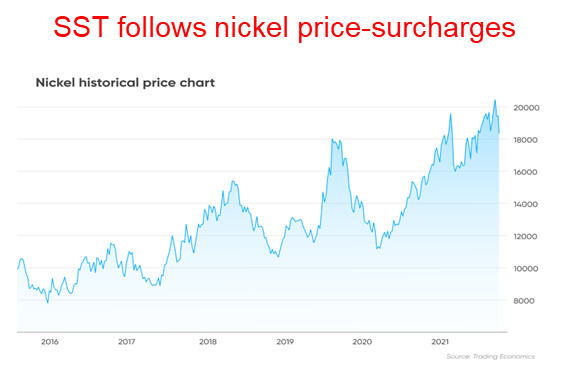 SST follows nickel price-surcharges
Nickel historical price chart
20000
18000
16000
14000
12000
10000
8000
2016 2017 2018 2019 2020 2021
Source: Trading Economics